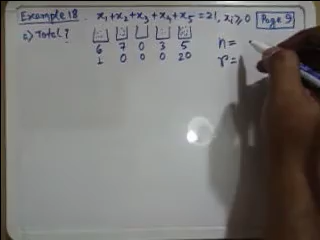 Example 18. x₁+x₂+x₃+x₄+x₅=21, xᵢ≥0 Page 9
c) Total?
6 7 0 3 5 n=
1 0 0 0 20 r=